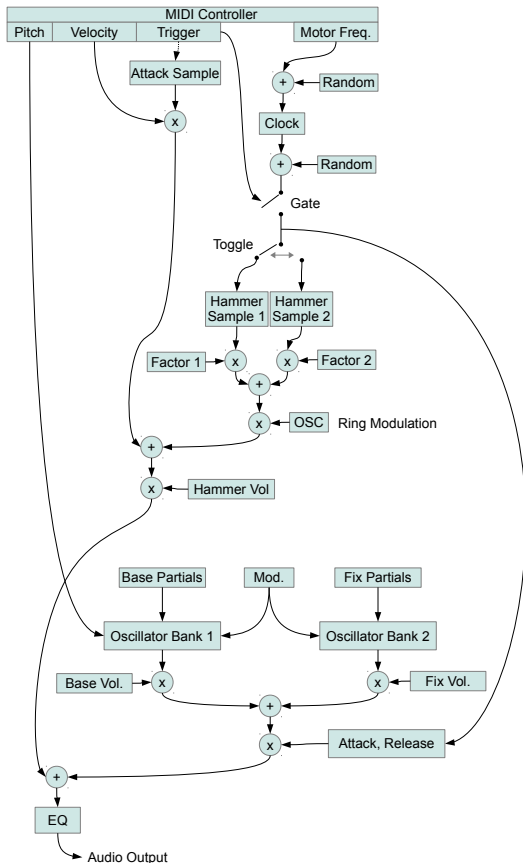 MIDI Controller
Pitch Velocity Trigger Motor Freq.
Attack Sample
+ Random
x Clock
+ Random
Gate
Toggle
Hammer Hammer
Sample 1 Sample 2
Factor 1 x x Factor 2
+
x OSC Ring Modulation
+
x Hammer Vol
Base Partials Mod. Fix Partials
Oscillator Bank 1 Oscillator Bank 2
Base Vol. x x Fix Vol.
+
x Attack, Release
+
EQ
Audio Output